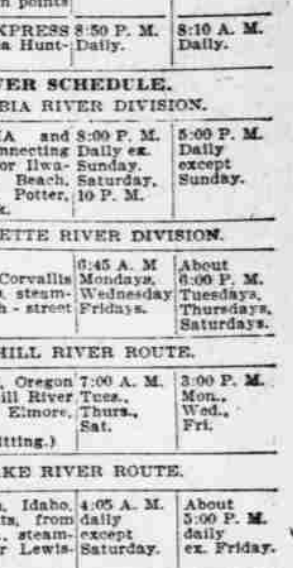 n points
XPRESS 8:50 P. M. 8:10 A. M.
a Hunt- Daily. Daily.
VER SCHEDULE.
BIA RIVER DIVISION.
IA and 8:00 P. M. 5:00 P. M.
nnecting Daily ex. Daily
or Ilwa- Sunday. except
Beach, Saturday, Sunday.
Potter, 10 P. M.
k.
ETTE RIVER DIVISION.
6:45 A. M About
Corvallis Mondays, 6:00 P. M.
, steam- Wednesday Tuesdays,
h-street Fridays. Thursdays,
Saturdays.
HILL RIVER ROUTE.
, Oregon 7:00 A. M. 3:00 P. M.
ill River Tues., Mon.,
Elmore, Thurs., Wed.,
Sat. Fri.
itting.)
KE RIVER ROUTE.
, Idaho, 4:05 A. M. About
ts, from daily 5:00 P. M.
., steam- except daily
r Lewis- Saturday. ex. Friday.